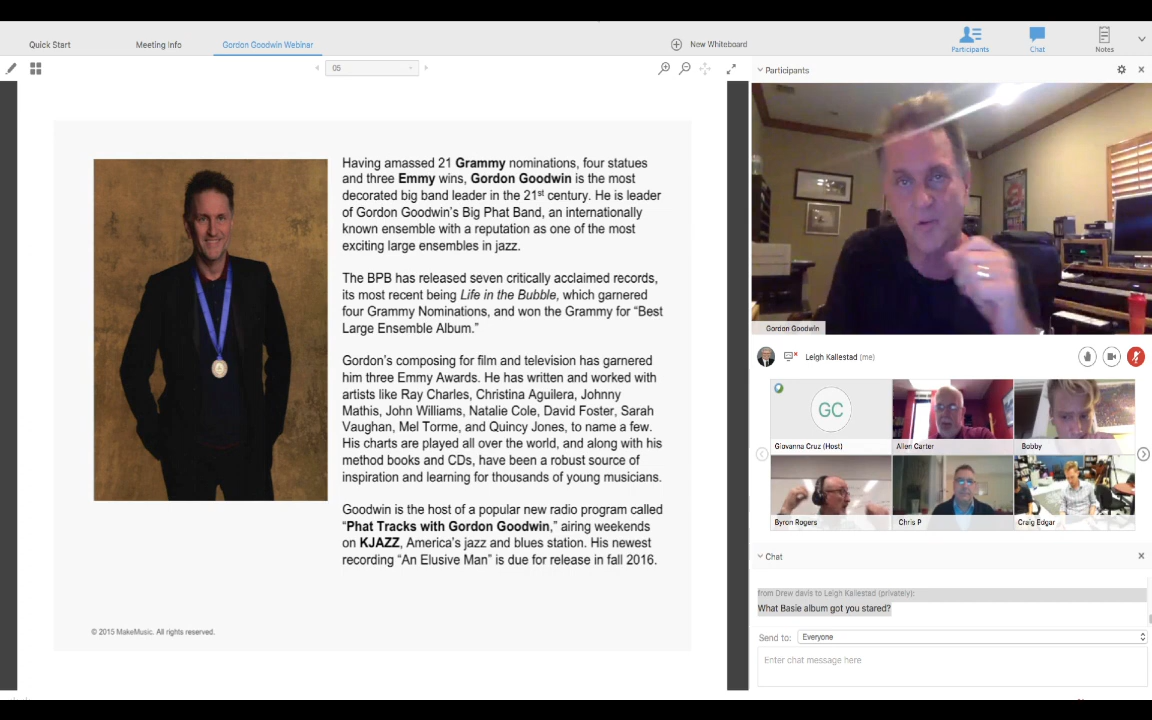 Quick Start
Meeting Info
Gordon Goodwin Webinar
New Whiteboard
Participants
Chat
Notes
05
Participants
Having amassed 21 Grammy nominations, four statues
and three Emmy wins, Gordon Goodwin is the most
decorated big band leader in the 21st century. He is leader
of Gordon Goodwin's Big Phat Band, an internationally
known ensemble with a reputation as one of the most
exciting large ensembles in jazz.
The BPB has released seven critically acclaimed records,
its most recent being Life in the Bubble, which garnered
four Grammy Nominations, and won the Grammy for “Best
Large Ensemble Album.”
Gordon's composing for film and television has garnered
him three Emmy Awards. He has written and worked with
artists like Ray Charles, Christina Aguilera, Johnny
Mathis, John Williams, Natalie Cole, David Foster, Sarah
Vaughan, Mel Torme, and Quincy Jones, to name a few.
His charts are played all over the world, and along with his
method books and CDs, have been a robust source of
inspiration and learning for thousands of young musicians.
Goodwin is the host of a popular new radio program called
“Phat Tracks with Gordon Goodwin,” airing weekends
on KJAZZ, America's jazz and blues station. His newest
recording “An Elusive Man” is due for release in fall 2016.
© 2015 MakeMusic. All rights reserved.
Gordon Goodwin
Leigh Kallestad (me)
GC
Giovanna Cruz (Host)
Allen Carter
Bobby
Byron Rogers
Chris P
Craig Edgar
Chat
from Drew davis to Leigh Kallestad (privately):
What Basie album got you stared?
Send to:
Everyone
Enter chat message here